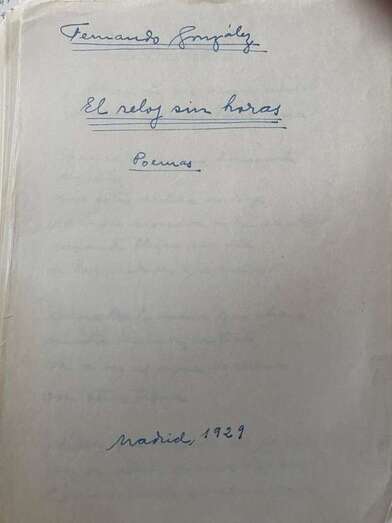 Fernando González
El reloj sin horas
Poemas
Madrid, 1929